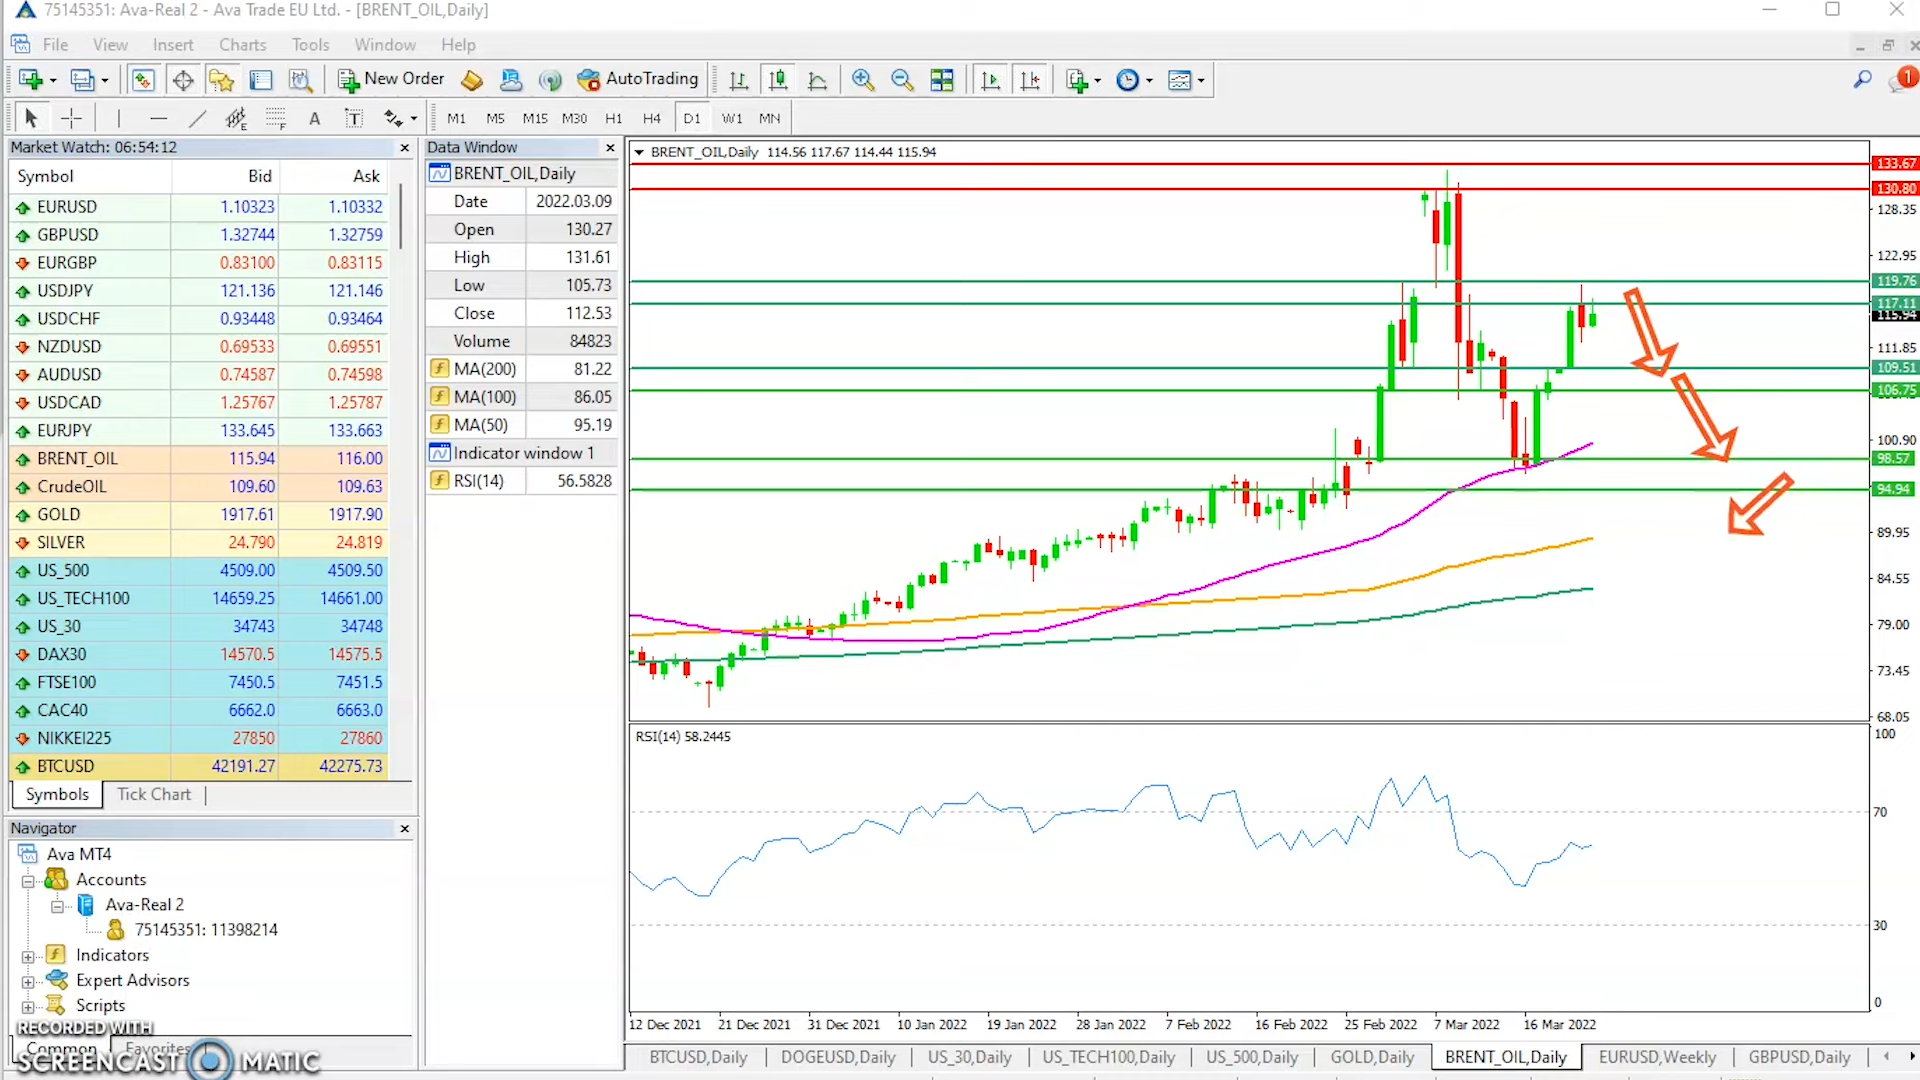 75145351: Ava-Real 2 - Ava Trade EU Ltd. - [BRENT_OIL,Daily]
File View Insert Charts Tools Window Help
New Order AutoTrading 1
A T M1 M5 M15 M30 H1 H4 D1 W1 MN
Market Watch: 06:54:12
Symbol Bid Ask
EURUSD 1.10323 1.10332
GBPUSD 1.32744 1.32759
EURGBP 0.83100 0.83115
USDJPY 121.136 121.146
USDCHF 0.93448 0.93464
NZDUSD 0.69533 0.69551
AUDUSD 0.74587 0.74598
USDCAD 1.25767 1.25787
EURJPY 133.645 133.663
BRENT_OIL 115.94 116.00
CrudeOIL 109.60 109.63
GOLD 1917.61 1917.90
SILVER 24.790 24.819
US_500 4509.00 4509.50
US_TECH100 14659.25 14661.00
US_30 34743 34748
DAX30 14570.5 14575.5
FTSE100 7450.5 7451.5
CAC40 6662.0 6663.0
NIKKEI225 27850 27860
BTCUSD 42191.27 42275.73
Symbols Tick Chart
Navigator
Ava MT4
Accounts
Ava-Real 2
75145351: 11398214
Indicators
Expert Advisors
Scripts
Common Favorites
RECORDED WITH
SCREENCAST MATIC
Data Window
BRENT_OIL,Daily
Date 2022.03.09
Open 130.27
High 131.61
Low 105.73
Close 112.53
Volume 84823
MA(200) 81.22
MA(100) 86.05
MA(50) 95.19
Indicator window 1
RSI(14) 56.5828
BRENT_OIL,Daily 114.56 117.67 114.44 115.94
133.67
130.80
128.35
122.95
119.76
117.11
115.94
111.85
109.51
106.75
100.90
98.57
94.94
89.95
84.55
79.00
73.45
68.05
RSI(14) 58.2445
100
70
30
0
12 Dec 2021 21 Dec 2021 31 Dec 2021 10 Jan 2022 19 Jan 2022 28 Jan 2022 7 Feb 2022 16 Feb 2022 25 Feb 2022 7 Mar 2022 16 Mar 2022
BTCUSD,Daily DOGEUSD,Daily US_30,Daily US_TECH100,Daily US_500,Daily GOLD,Daily BRENT_OIL,Daily EURUSD,Weekly GBPUSD,Daily